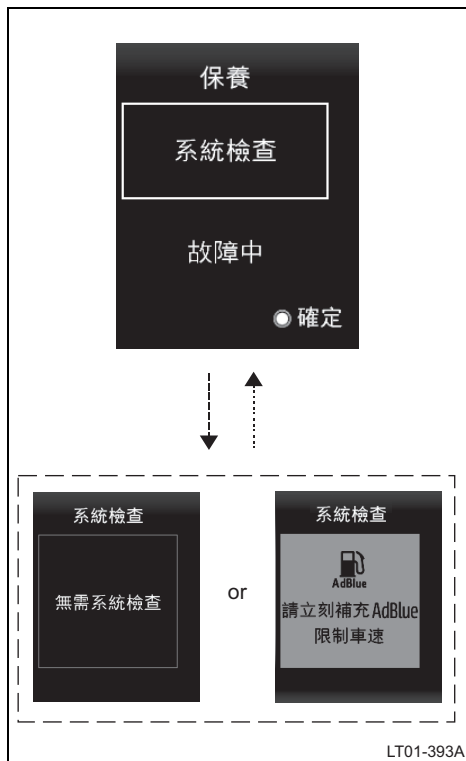 保養
系統檢查
故障中
確定
系統檢查
無需系統檢查
or
系統檢查
AdBlue
請立刻補充AdBlue
限制車速
LT01-393A